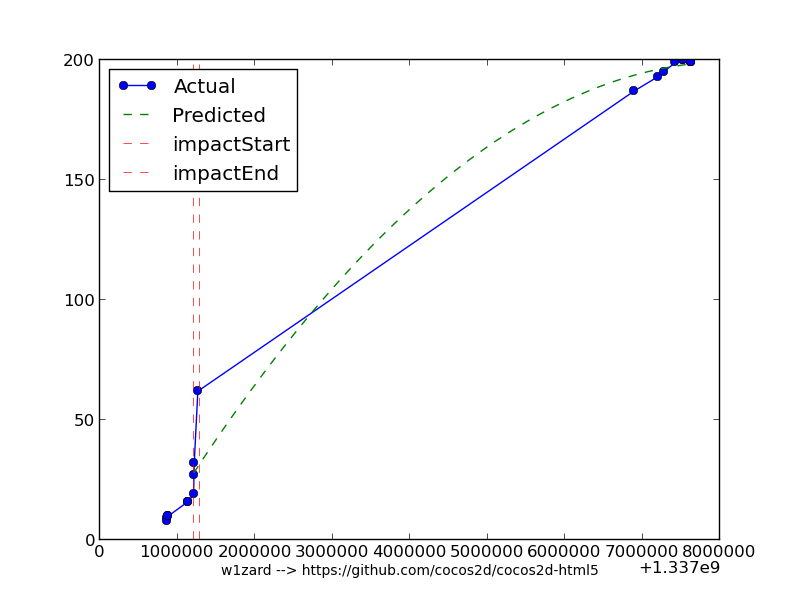 200
Actual
Predicted
impactStart
impactEnd
150
100
50
0
0 1000000 2000000 3000000 4000000 5000000 6000000 7000000 8000000
w1zard --> https://github.com/cocos2d/cocos2d-html5 +1.337e9